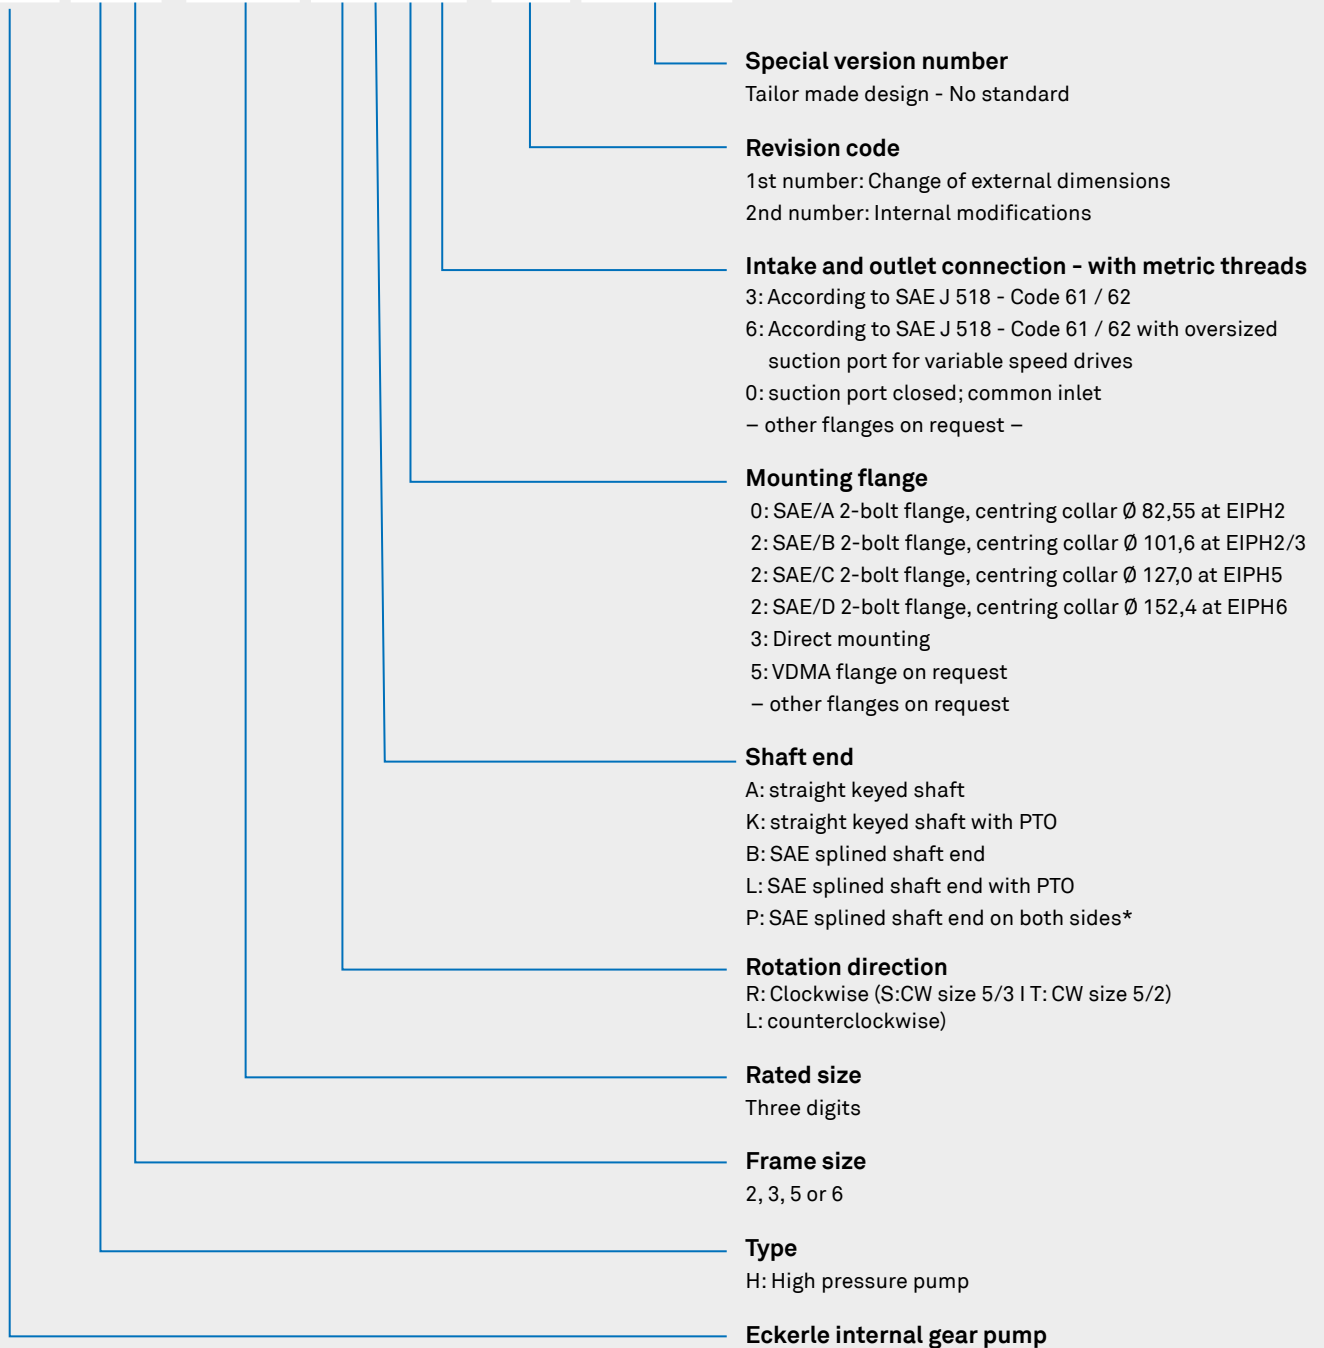 Special version number
Tailor made design - No standard
Revision code
1st number: Change of external dimensions
2nd number: Internal modifications
Intake and outlet connection - with metric threads
3: According to SAE J 518 - Code 61 / 62
6: According to SAE J 518 - Code 61 / 62 with oversized
suction port for variable speed drives
0: suction port closed; common inlet
– other flanges on request –
Mounting flange
0: SAE/A 2-bolt flange, centring collar Ø 82,55 at EIPH2
2: SAE/B 2-bolt flange, centring collar Ø 101,6 at EIPH2/3
2: SAE/C 2-bolt flange, centring collar Ø 127,0 at EIPH5
2: SAE/D 2-bolt flange, centring collar Ø 152,4 at EIPH6
3: Direct mounting
5: VDMA flange on request
– other flanges on request
Shaft end
A: straight keyed shaft
K: straight keyed shaft with PTO
B: SAE splined shaft end
L: SAE splined shaft end with PTO
P: SAE splined shaft end on both sides*
Rotation direction
R: Clockwise (S:CW size 5/3 I T: CW size 5/2)
L: counterclockwise)
Rated size
Three digits
Frame size
2, 3, 5 or 6
Type
H: High pressure pump
Eckerle internal gear pump